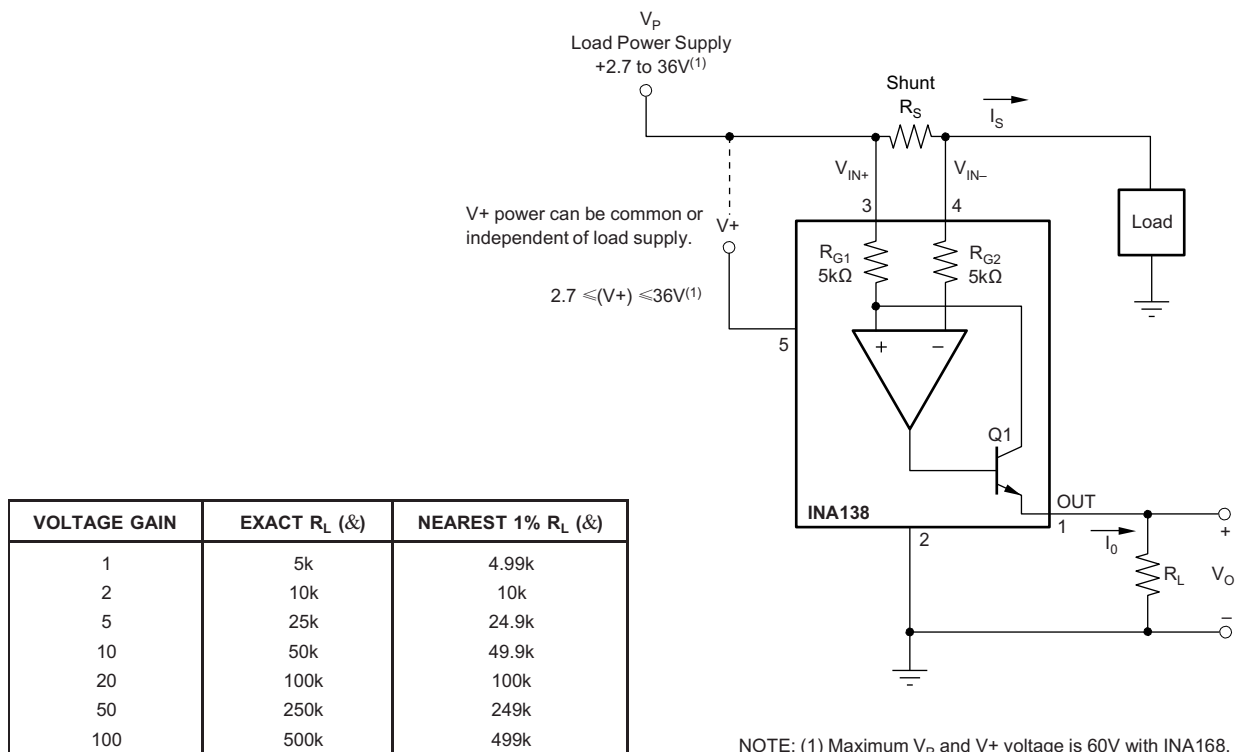 V_P
Load Power Supply
+2.7 to 36V(1)
Shunt
R_S
I_S
V_IN+
V_IN–
3
4
Load
V+ power can be common or
independent of load supply.
V+
R_G1
5kΩ
R_G2
5kΩ
2.7 ≤(V+) ≤36V(1)
5
+
–
Q1
INA138
OUT
1
2
I_0
+
R_L
V_O
–
VOLTAGE GAIN EXACT R_L (&) NEAREST 1% R_L (&)
1 5k 4.99k
2 10k 10k
5 25k 24.9k
10 50k 49.9k
20 100k 100k
50 250k 249k
100 500k 499k
NOTE: (1) Maximum V_P and V+ voltage is 60V with INA168.